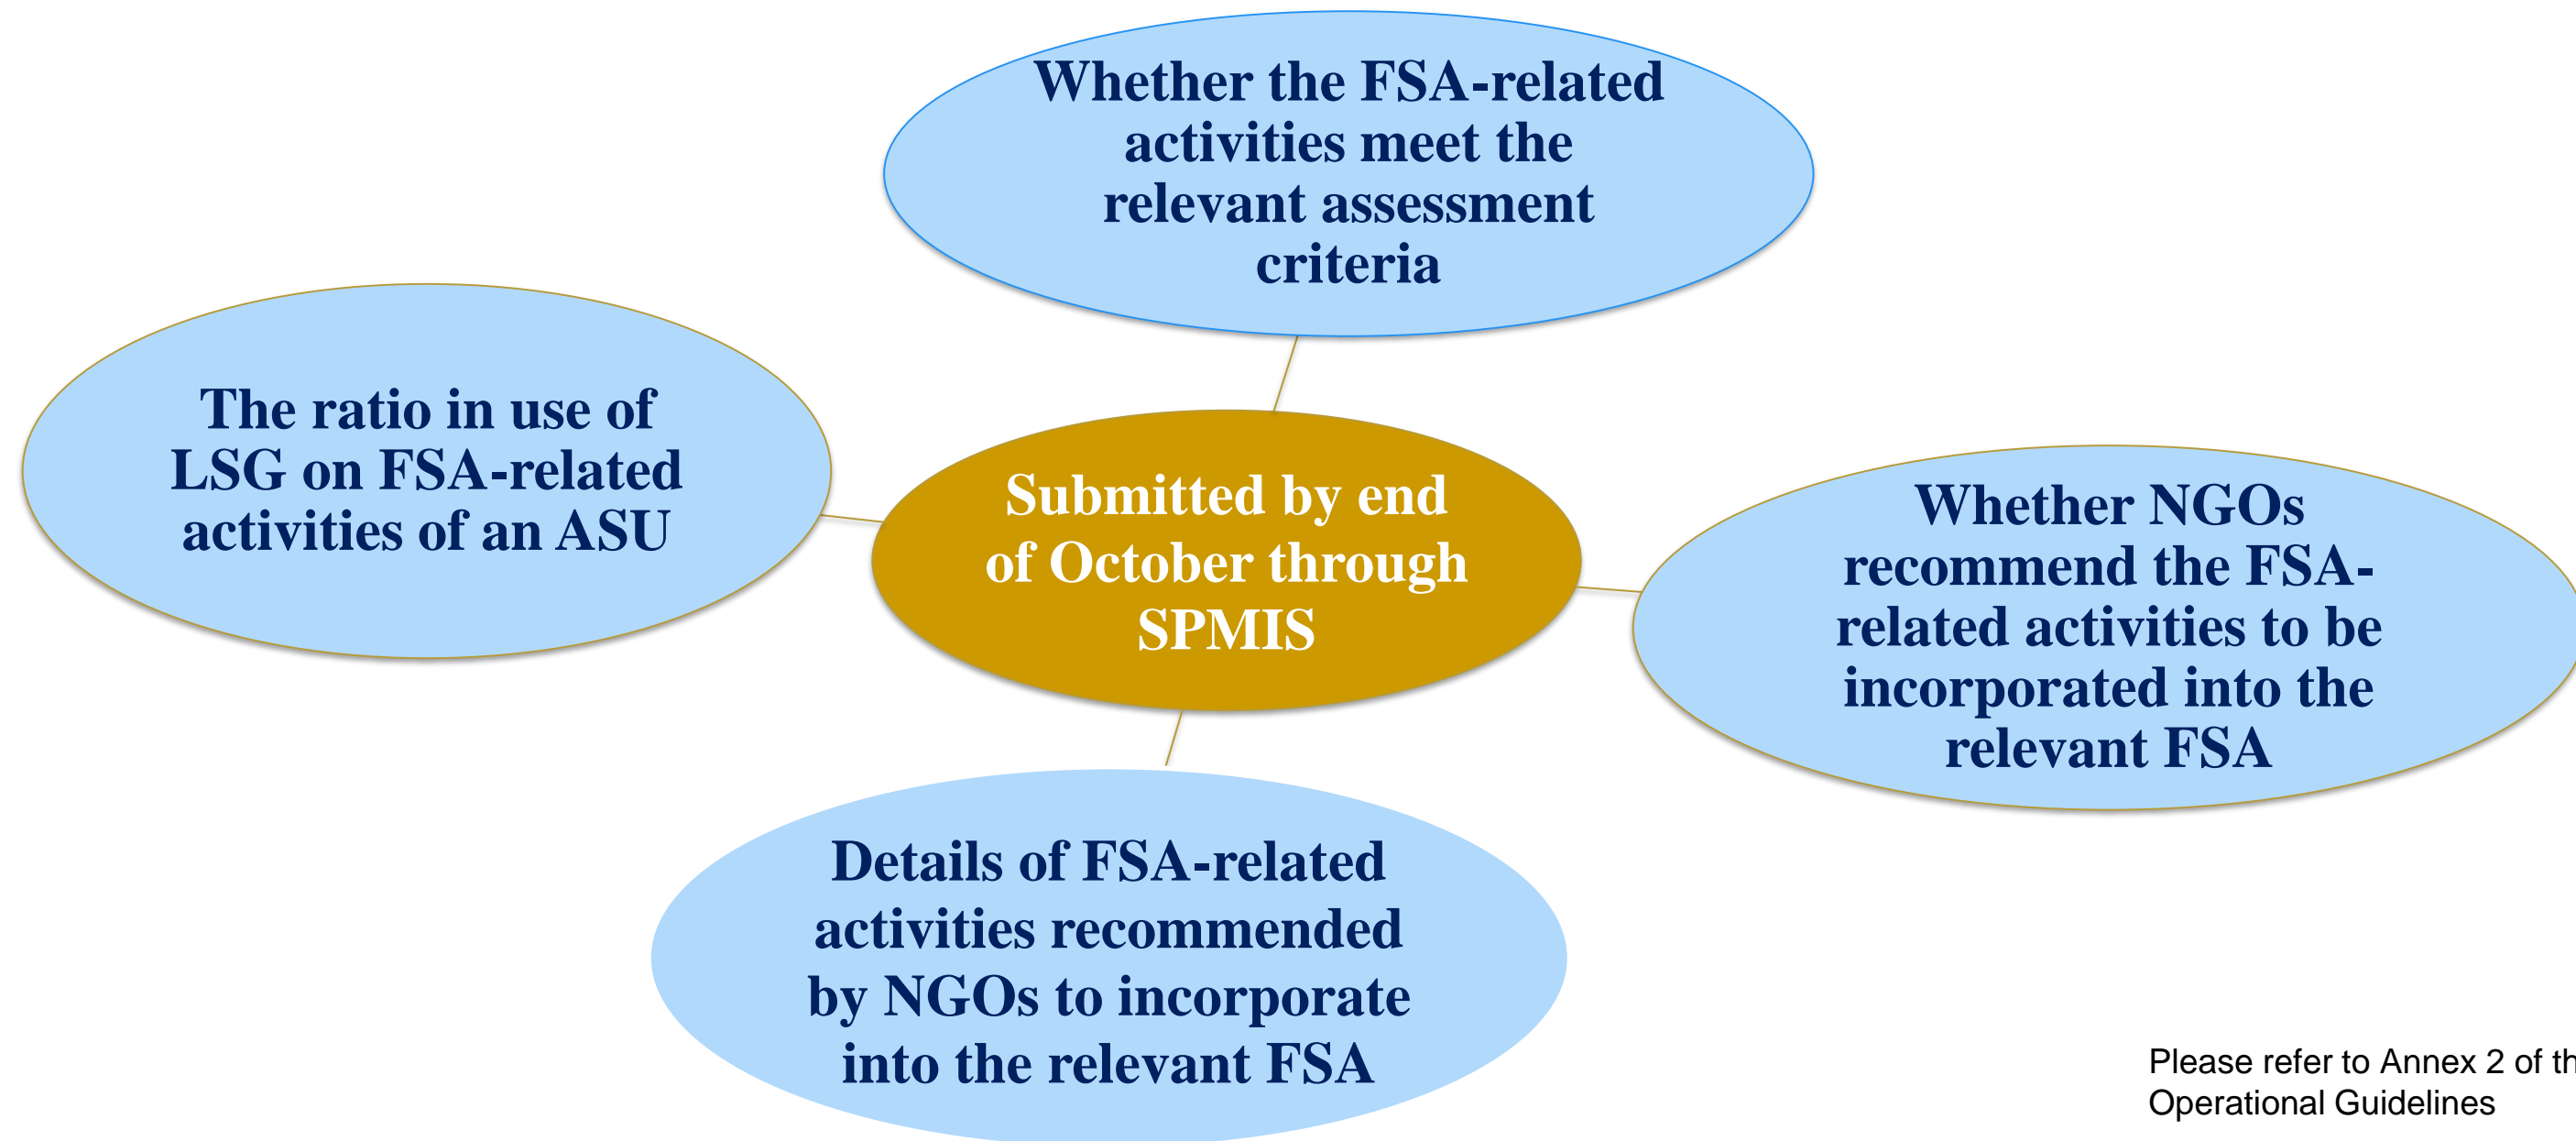 Whether the FSA-related
activities meet the
relevant assessment
criteria
The ratio in use of
LSG on FSA-related
activities of an ASU
Submitted by end
of October through
SPMIS
Whether NGOs
recommend the FSA-
related activities to be
incorporated into the
relevant FSA
Details of FSA-related
activities recommended
by NGOs to incorporate
into the relevant FSA
Please refer to Annex 2 of
Operational Guidelines